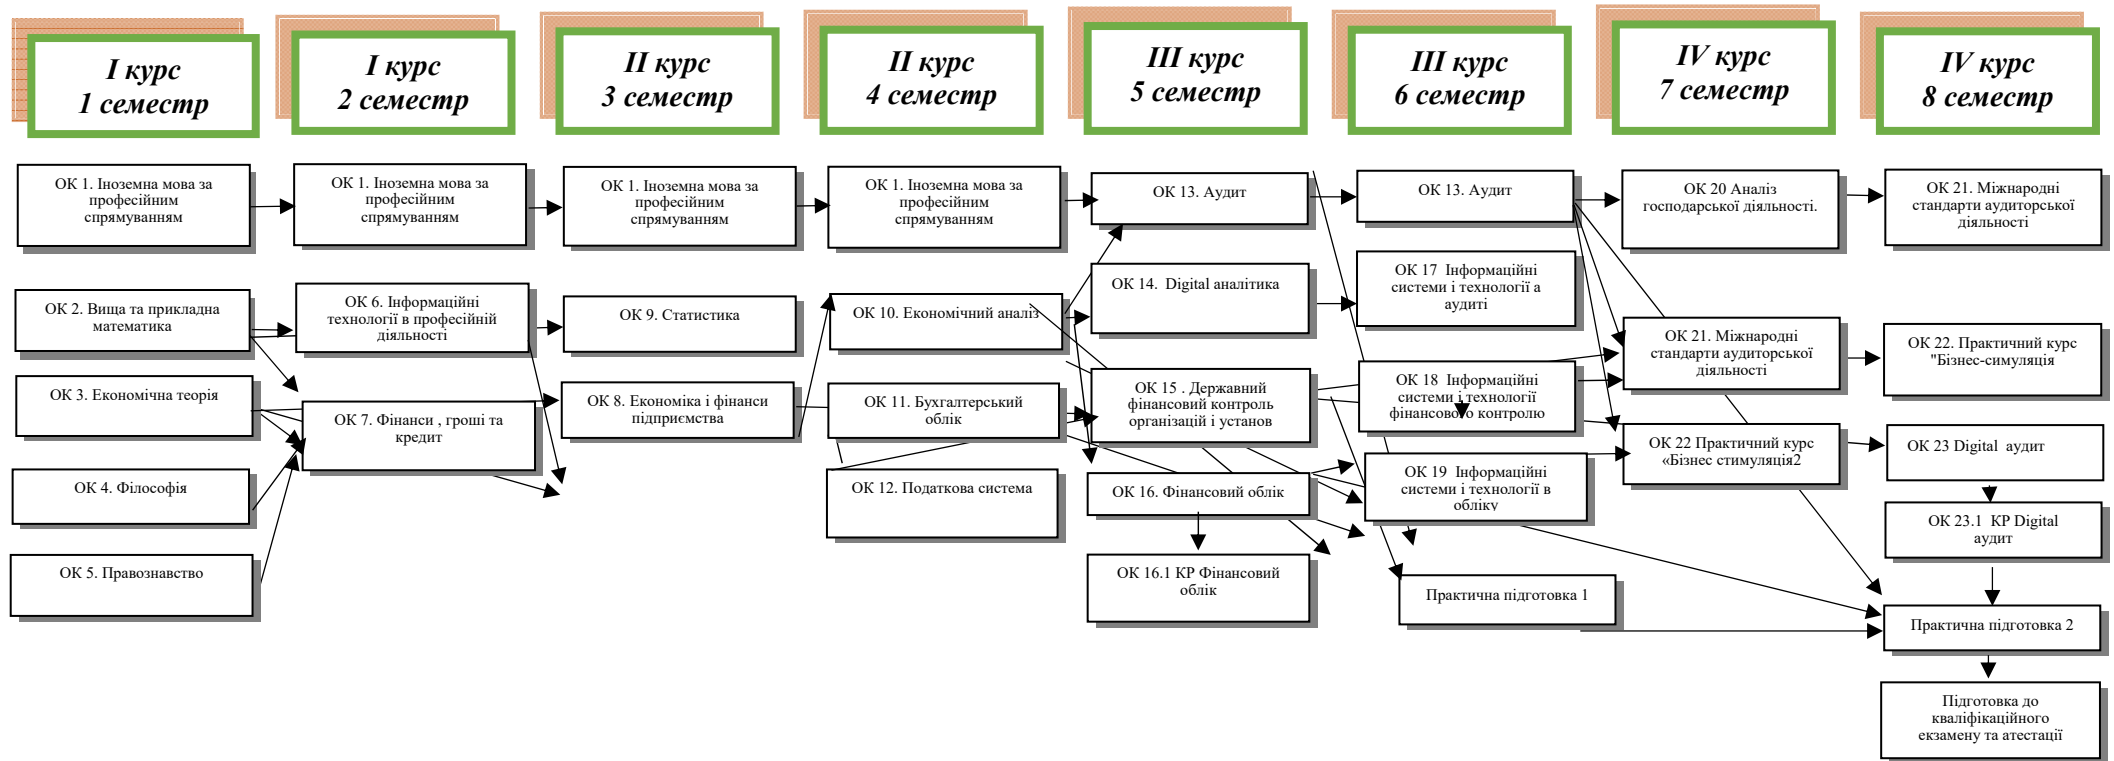 I курс
1 семестр
I курс
2 семестр
II курс
3 семестр
II курс
4 семестр
III курс
5 семестр
III курс
6 семестр
IV курс
7 семестр
IV курс
8 семестр
ОК 1. Іноземна мова за
професійним
спрямуванням
ОК 2. Вища та прикладна
математика
ОК 3. Економічна теорія
ОК 4. Філософія
ОК 5. Правознавство
ОК 1. Іноземна мова за
професійним
спрямуванням
ОК 6. Інформаційні
технології в професійній
діяльності
ОК 7. Фінанси , гроші та
кредит
ОК 1. Іноземна мова за
професійним
спрямуванням
ОК 9. Статистика
ОК 8. Економіка і фінанси
підприємства
ОК 1. Іноземна мова за
професійним
спрямуванням
ОК 10. Економічний аналіз
ОК 11. Бухгалтерський
облік
ОК 12. Податкова система
ОК 13. Аудит
ОК 14.  Digital аналітика
ОК 15 . Державний
фінансовий контроль
організацій і установ
ОК 16. Фінансовий облік
ОК 16.1 КР Фінансовий
облік
ОК 13. Аудит
ОК 17  Інформаційні
системи і технології а
аудиті
ОК 18  Інформаційні
системи і технології
фінансового контролю
ОК 19  Інформаційні
системи і технології в
обліку
Практична підготовка 1
ОК 20 Аналіз
господарської діяльності.
ОК 21. Міжнародні
стандарти аудиторської
діяльності
ОК 22 Практичний курс
«Бізнес стимуляція2
ОК 21. Міжнародні
стандарти аудиторської
діяльності
ОК 22. Практичний курс
"Бізнес-симуляція
ОК 23 Digital  аудит
ОК 23.1  КР Digital
аудит
Практична підготовка 2
Підготовка до
кваліфікаційного
екзамену та атестації